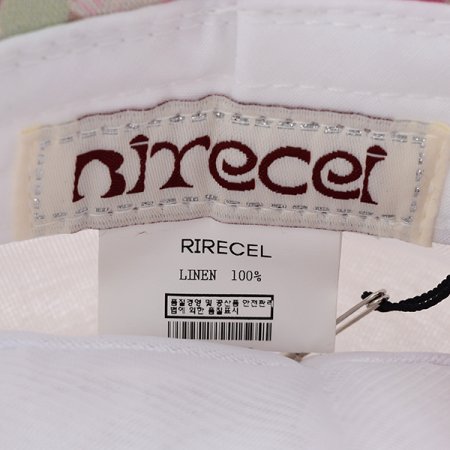 Rirecel
RIRECEL
LINEN 100%
품질경영 및 공산품 안전관리
법에 의한 품질표시